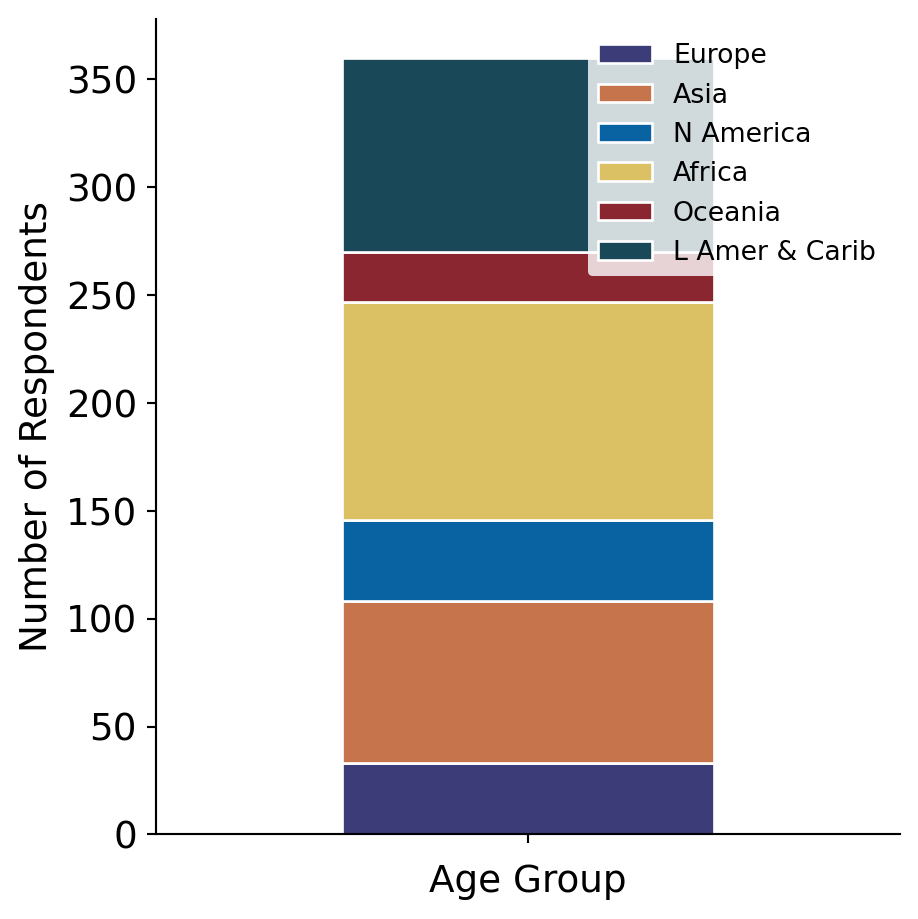 350
300
250
200
150
100
50
0
Number of Respondents
Age Group
Europe
Asia
N America
Africa
Oceania
L Amer & Carib